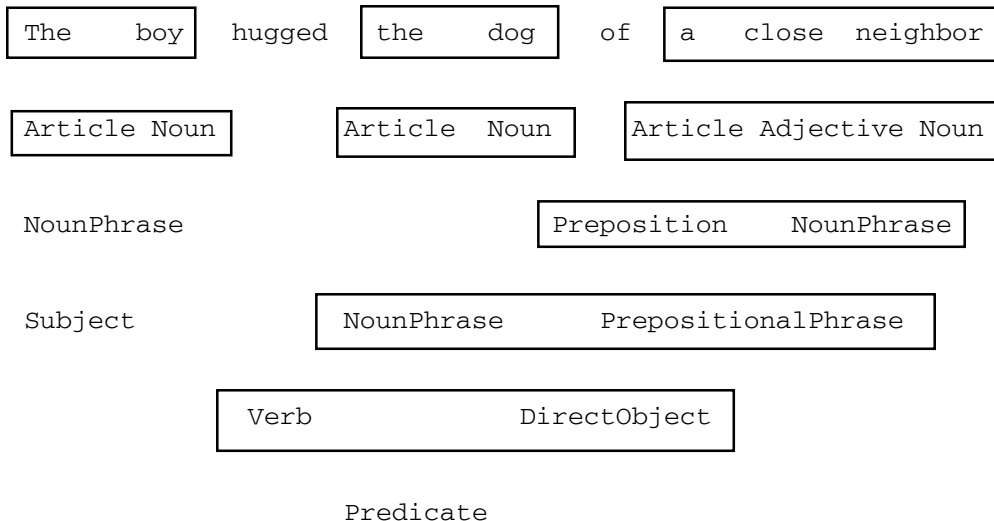 The boy hugged the dog of a close neighbor
Article Noun Article Noun Article Adjective Noun
NounPhrase Preposition NounPhrase
Subject NounPhrase PrepositionalPhrase
Verb DirectObject
Predicate